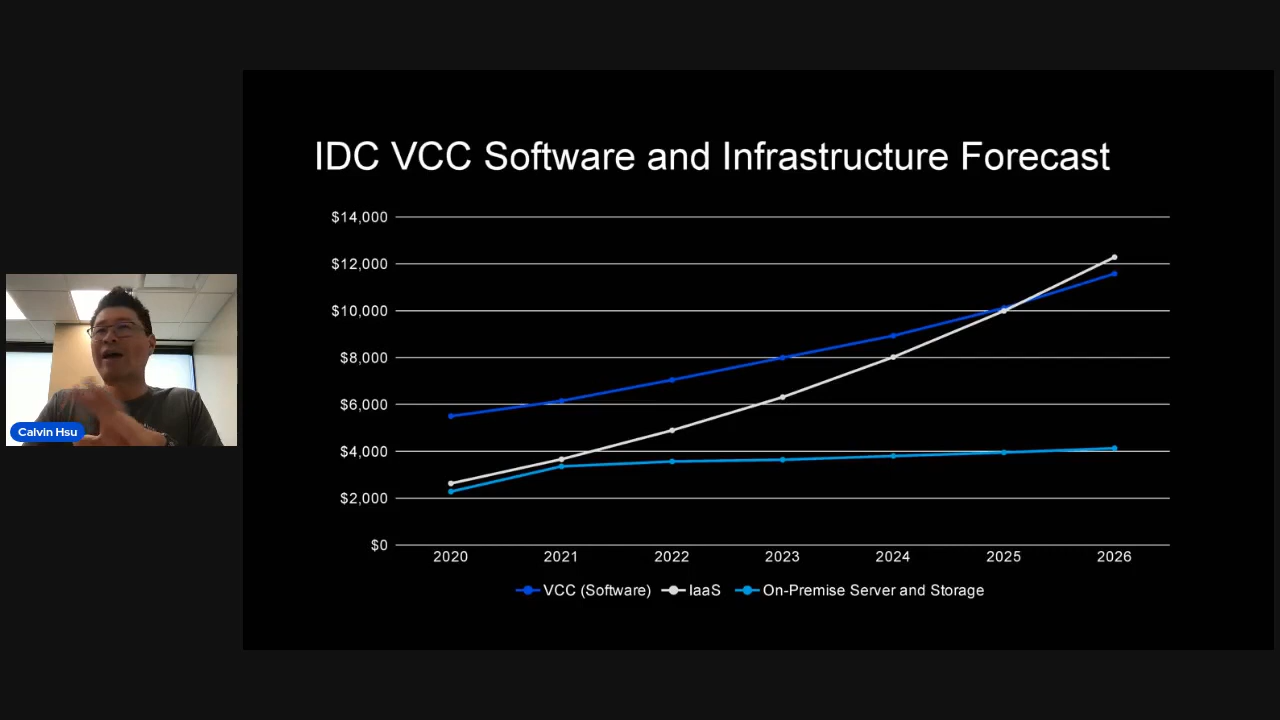 IDC VCC Software and Infrastructure Forecast
$14,000
$12,000
$10,000
$8,000
$6,000
$4,000
$2,000
$0
2020 2021 2022 2023 2024 2025 2026
VCC (Software) IaaS On-Premise Server and Storage
Calvin Hsu